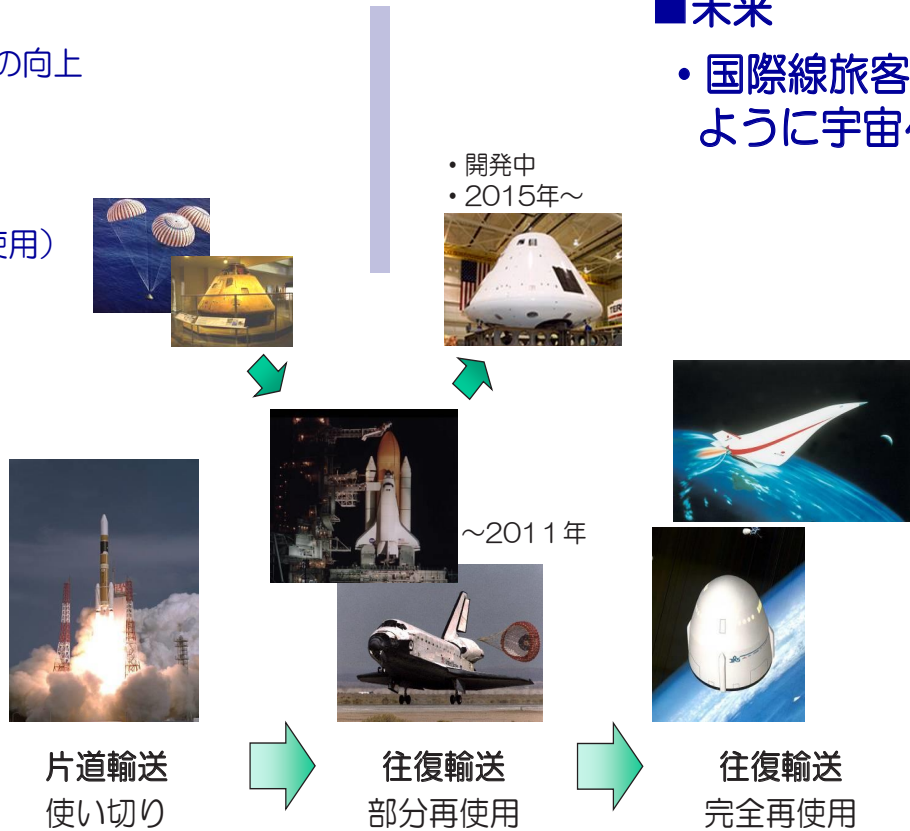 の向上
使用）
■未来
・国際線旅客
ように宇宙へ
・開発中
・2015年～
～2011年
片道輸送
使い切り
往復輸送
部分再使用
往復輸送
完全再使用